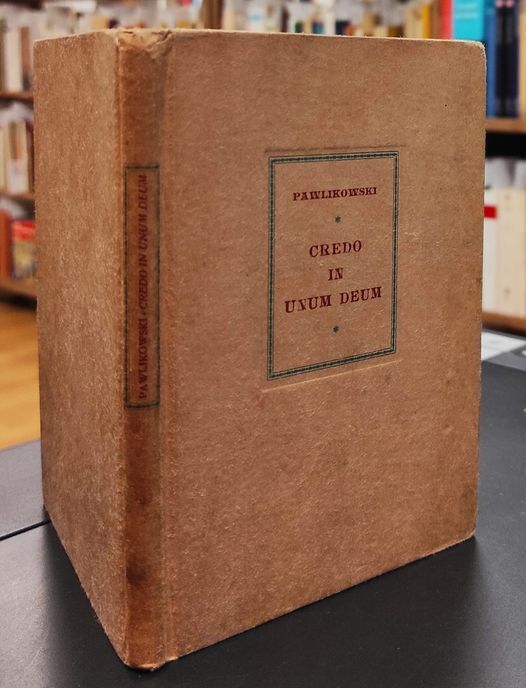 PAWLIKOWSKI
*
CREDO
IN
UNUM DEUM
*
PAWLIKOWSKI * CREDO IN UNUM DEUM